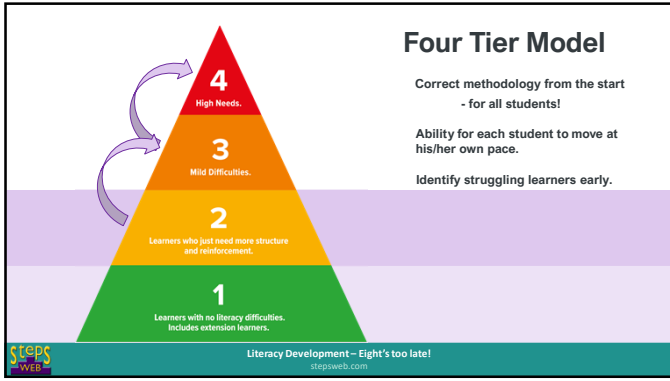 Four Tier Model
Correct methodology from the start
- for all students!
Ability for each student to move at
his/her own pace.
Identify struggling learners early.
4
High Needs.
3
Mild Difficulties.
2
Learners who just need more structure
and reinforcement.
1
Learners with no literacy difficulties.
Includes extension learners.
StepS
WEB
Literacy Development – Eight's too late!
stepsweb.com